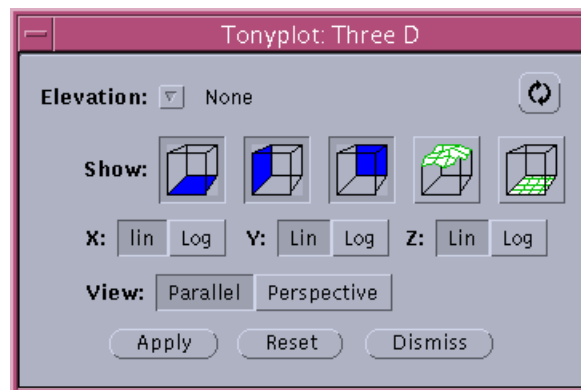 Tonyplot: Three D
Elevation: None
Show:
X: lin Log Y: Lin Log Z: Lin Log
View: Parallel Perspective
Apply Reset Dismiss